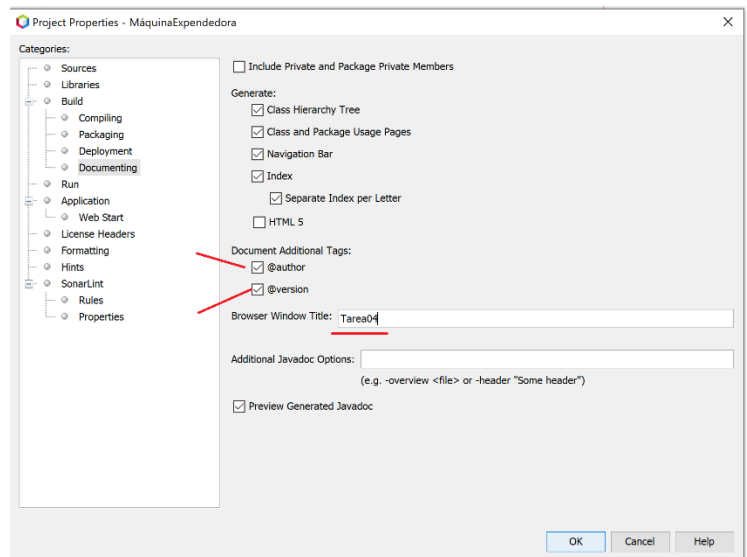 Project Properties - MáquinaExpendedora
Categories:
Sources
Libraries
Build
Compiling
Packaging
Deployment
Documenting
Run
Application
Web Start
License Headers
Formatting
Hints
SonarLint
Rules
Properties
Include Private and Package Private Members
Generate:
Class Hierarchy Tree
Class and Package Usage Pages
Navigation Bar
Index
Separate Index per Letter
HTML 5
Document Additional Tags:
@author
@version
Browser Window Title: Tarea04
Additional Javadoc Options:
(e.g. -overview <file> or -header "Some header")
Preview Generated Javadoc
OK Cancel Help